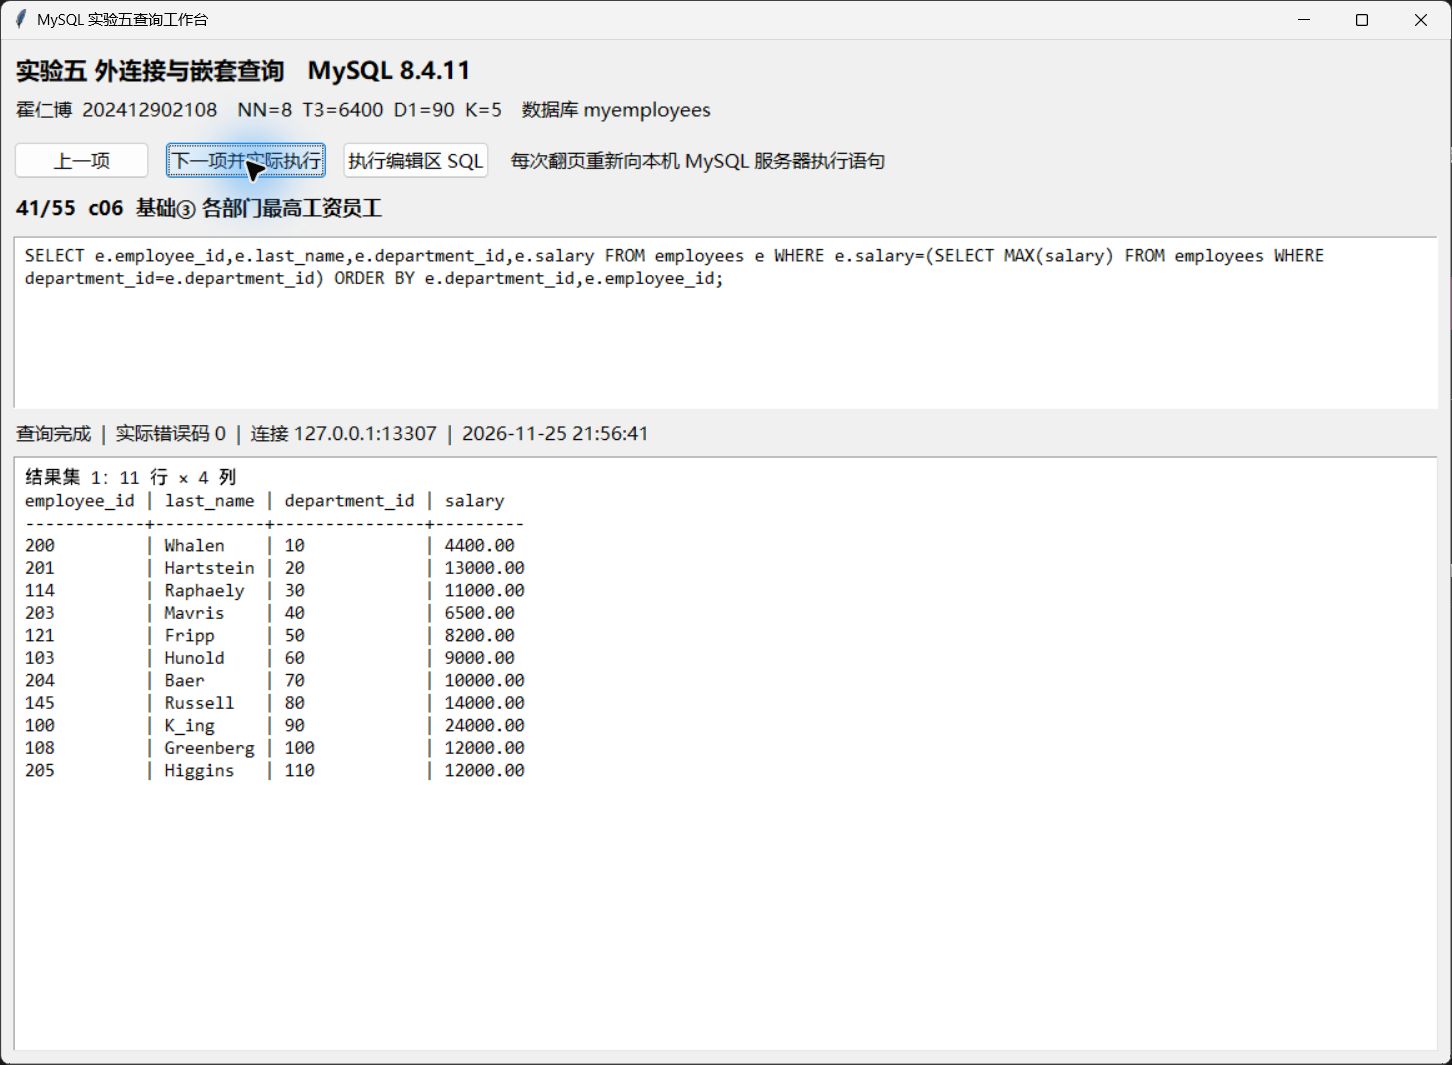 MySQL 实验五查询工作台
实验五 外连接与嵌套查询 MySQL 8.4.11
霍仁博 202412902108 NN=8 T3=6400 D1=90 K=5 数据库 myemployees
上一项 下一项并实际执行 执行编辑区 SQL 每次翻页重新向本机 MySQL 服务器执行语句
41/55 c06 基础③ 各部门最高工资员工
SELECT e.employee_id,e.last_name,e.department_id,e.salary FROM employees e WHERE e.salary=(SELECT MAX(salary) FROM employees WHERE
department_id=e.department_id) ORDER BY e.department_id,e.employee_id;
查询完成 | 实际错误码 0 | 连接 127.0.0.1:13307 | 2026-11-25 21:56:41
结果集 1: 11 行 × 4 列
employee_id | last_name | department_id | salary
------------+-----------+---------------+---------
200 | Whalen | 10 | 4400.00
201 | Hartstein | 20 | 13000.00
114 | Raphaely | 30 | 11000.00
203 | Mavris | 40 | 6500.00
121 | Fripp | 50 | 8200.00
103 | Hunold | 60 | 9000.00
204 | Baer | 70 | 10000.00
145 | Russell | 80 | 14000.00
100 | K_ing | 90 | 24000.00
108 | Greenberg | 100 | 12000.00
205 | Higgins | 110 | 12000.00